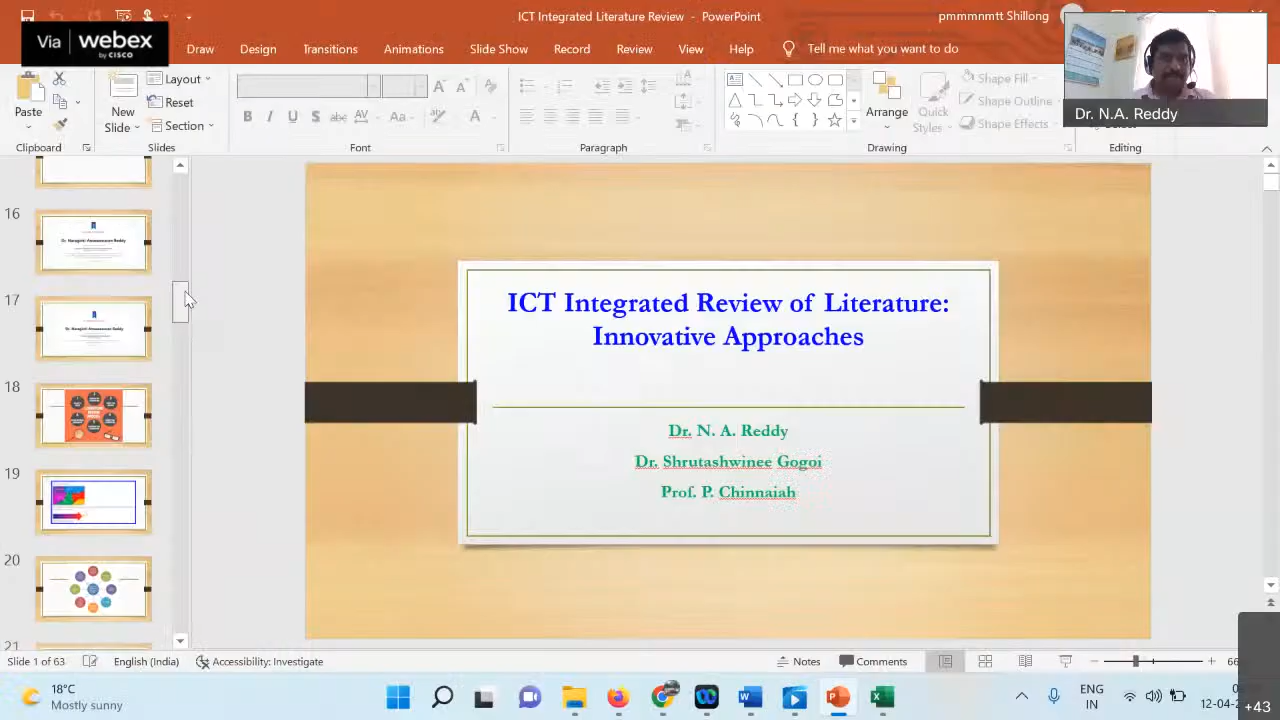 ICT Integrated Literature Review - PowerPoint
pmmmnmtt Shillong
Via webex
by CISCO
Draw Design Transitions Animations Slide Show Record Review View Help Tell me what you want to do
Paste
New
Slide
Layout
Reset
Section
Arrange
Quick
Styles
Shape Fill
Shape Outline
Shape Effects
Dr. N.A. Reddy
Clipboard Slides Font Paragraph Drawing Editing
16
17
18
19
20
21
ICT Integrated Review of Literature:
Innovative Approaches
Dr. N. A. Reddy
Dr. Shrutashwinee Gogoi
Prof. P. Chinnaiah
Slide 1 of 63 English (India) Accessibility: Investigate Notes Comments
18°C
Mostly sunny
ENG
IN
+43